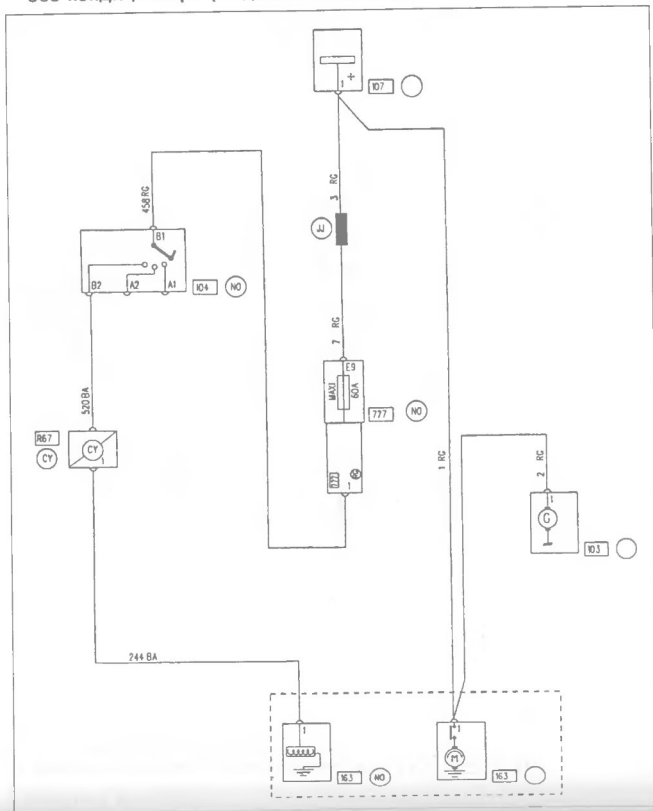 1
+
107
458 RG
3 RG
B1
B2 A2 A1
104 NO
7 RG
E9
MAXI
60A
777 NO
520 BA
R67
CY
CY
1
1
1 RG
2 RG
1
G
103
244 BA
1
163 NO
1
M
163